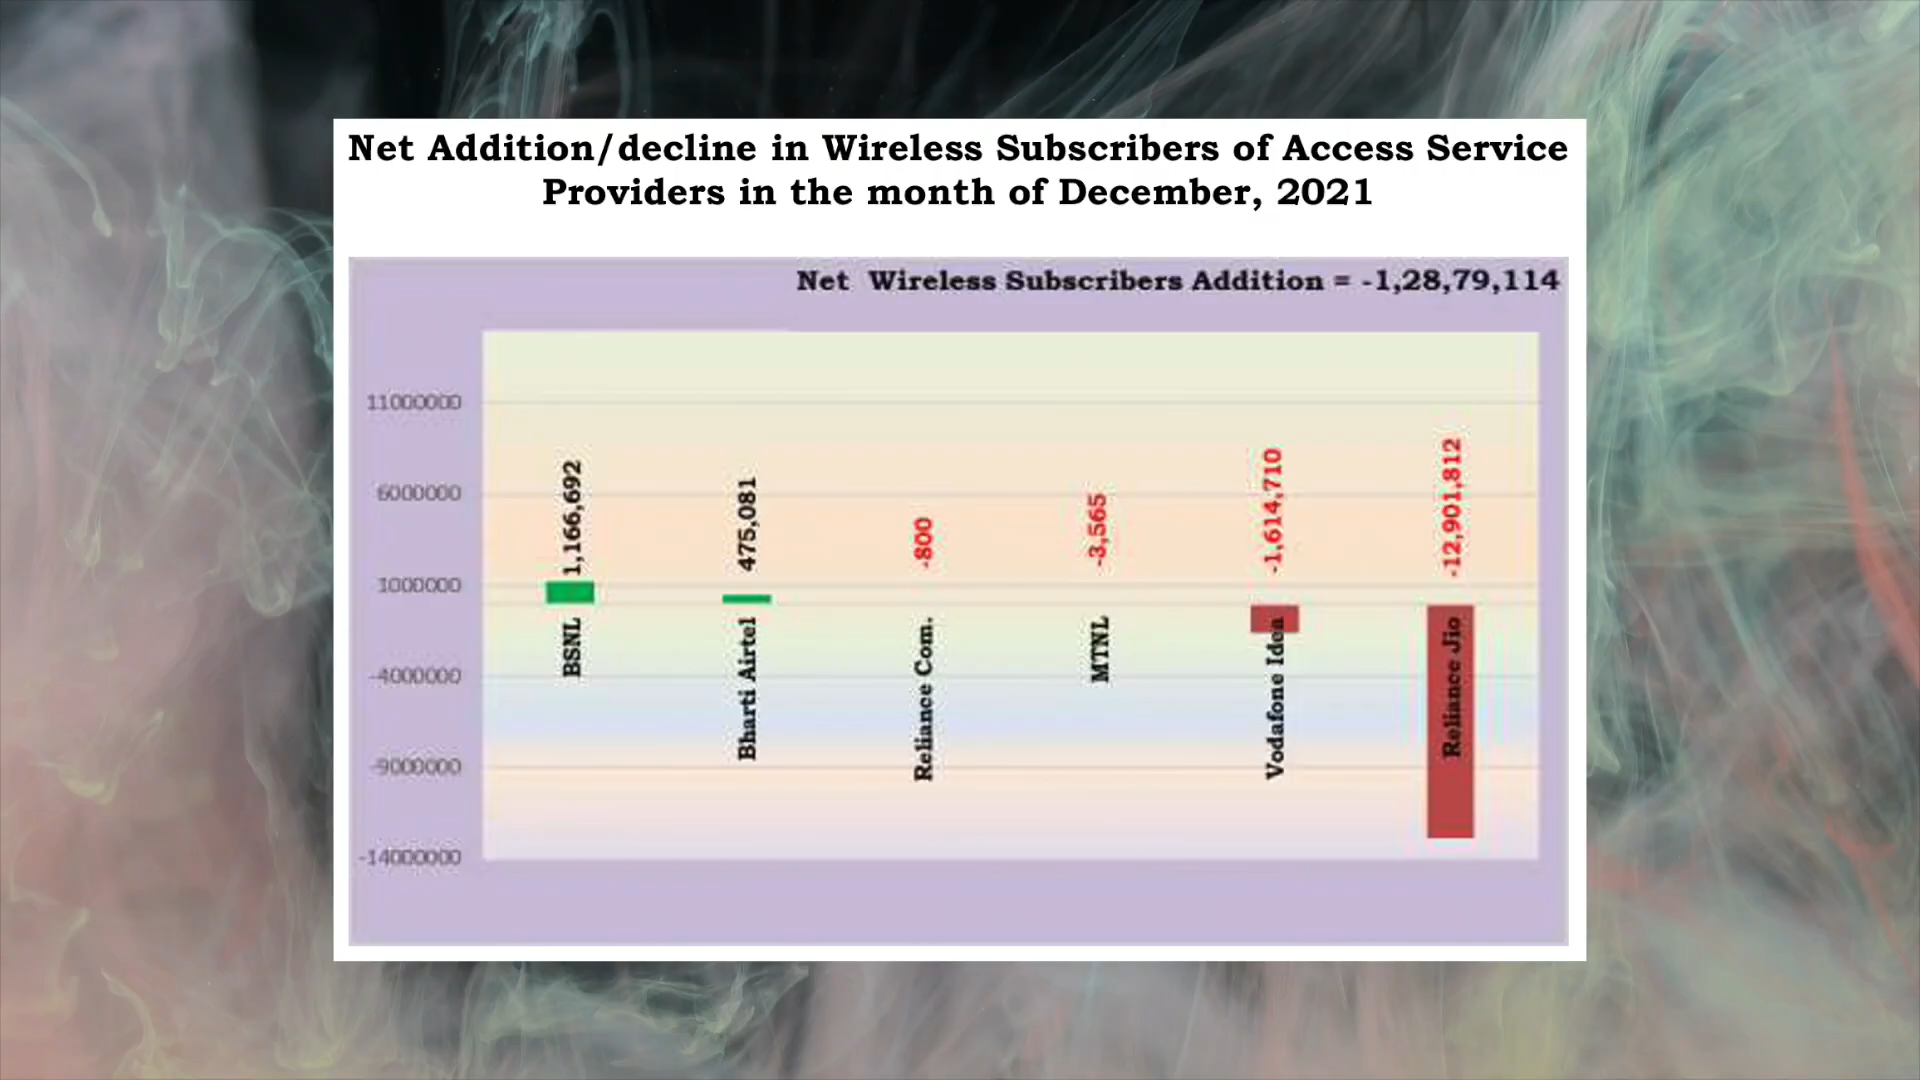 Net Addition/decline in Wireless Subscribers of Access Service
Providers in the month of December, 2021
Net Wireless Subscribers Addition = -1,28,79,114
11000000
6000000
1000000
-4000000
-9000000
-14000000
1,166,692
475,081
-800
-3,565
-1,614,710
-12,901,812
BSNL
Bharti Airtel
Reliance Com.
MTNL
Vodafone Idea
Reliance Jio